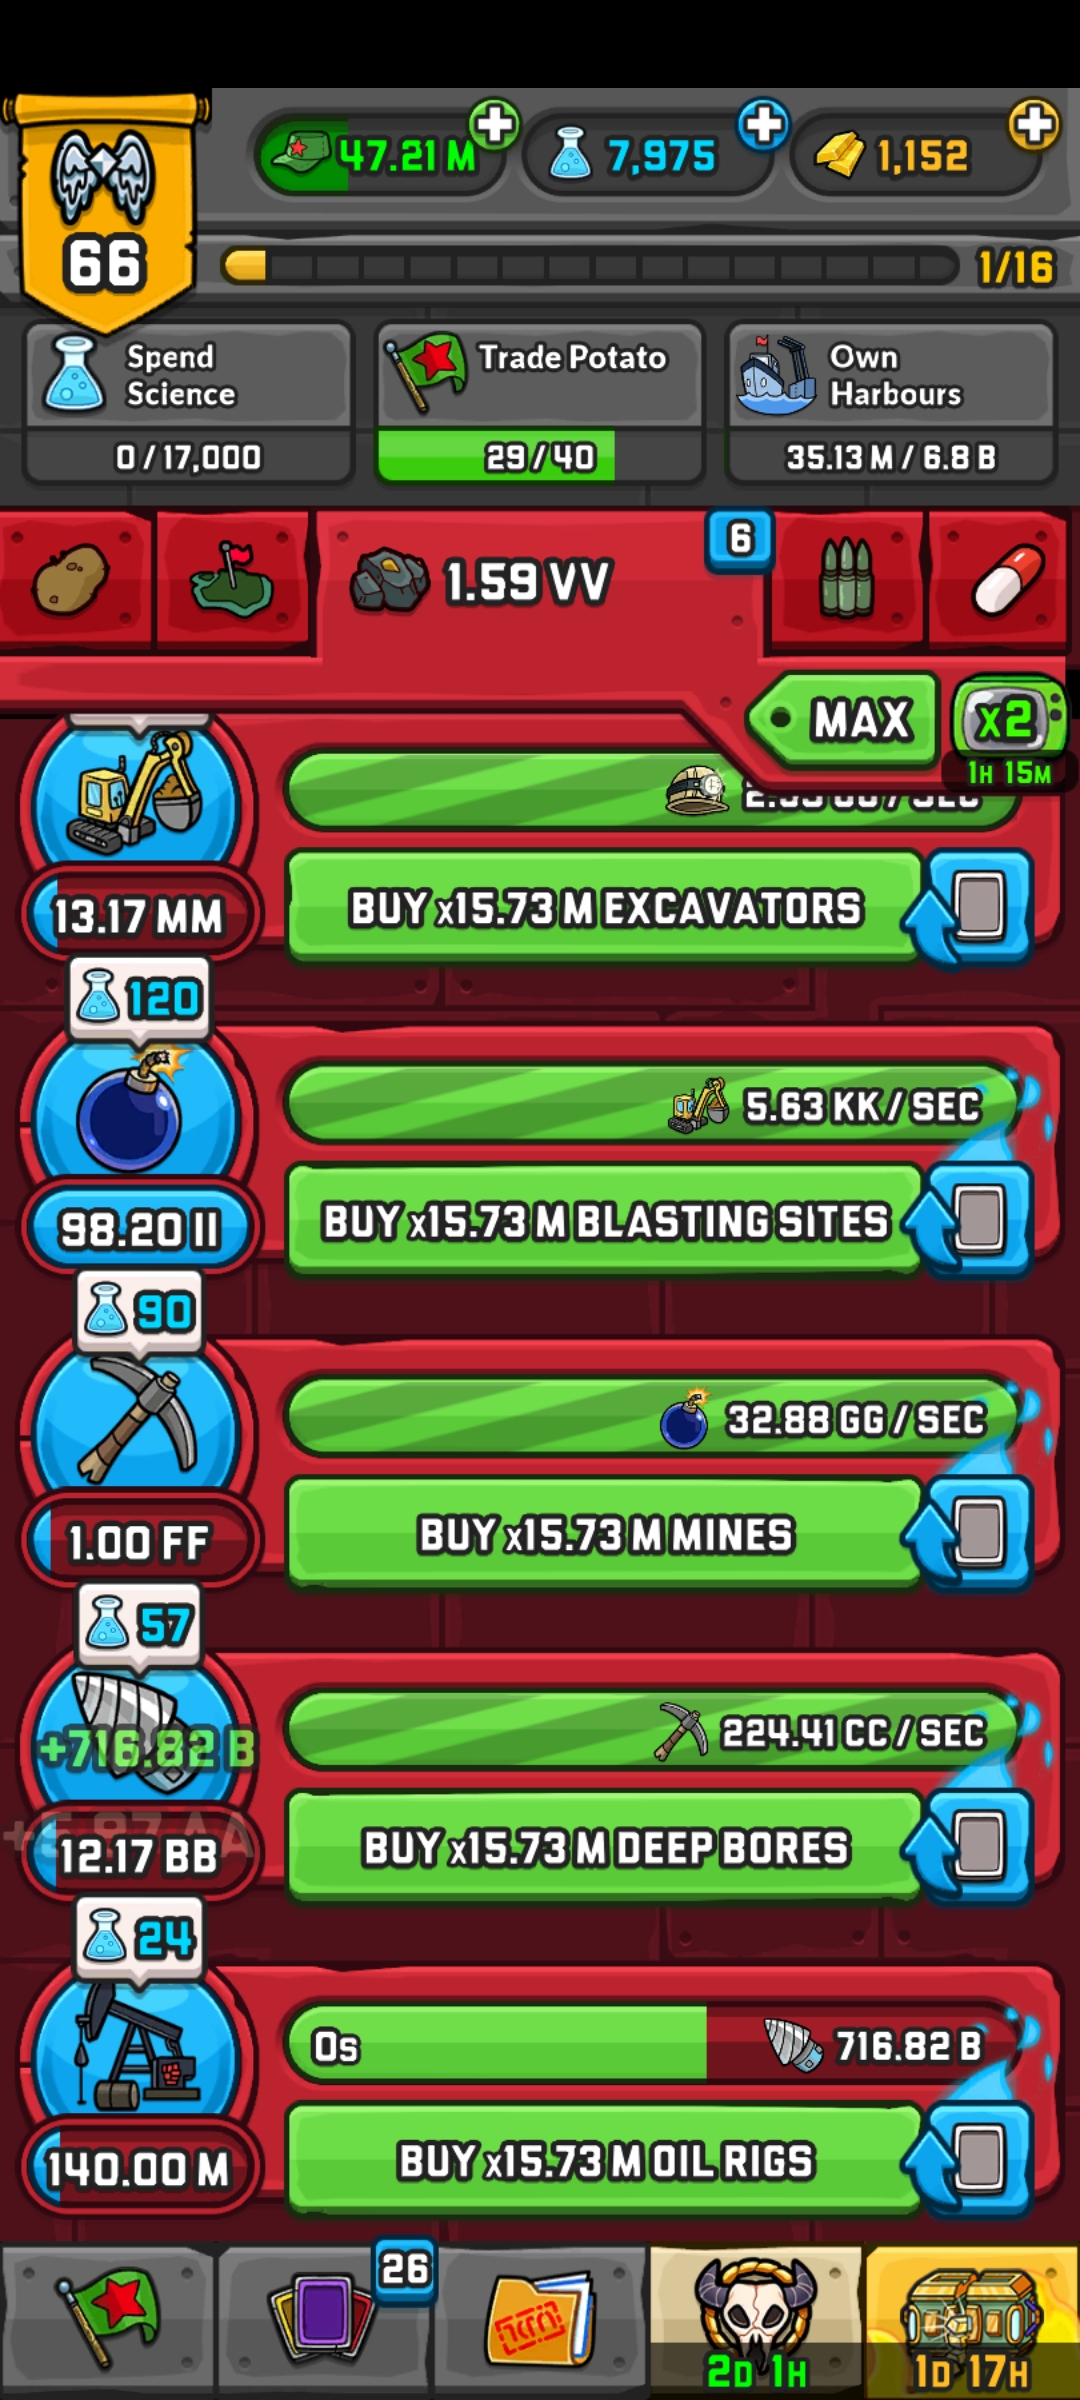 47.21 M
7,975
1,152
66
1/16
Spend
Science
0 / 17,000
Trade Potato
29 / 40
Own
Harbours
35.13 M / 6.8 B
1.59 VV
6
MAX
x2
1H 15M
13.17 MM
BUY x15.73 M EXCAVATORS
120
5.63 KK / SEC
98.20 II
BUY x15.73 M BLASTING SITES
90
32.88 GG / SEC
1.00 FF
BUY x15.73 M MINES
57
+716.82 B
224.41 CC / SEC
12.17 BB
BUY x15.73 M DEEP BORES
24
0s
716.82 B
140.00 M
BUY x15.73 M OIL RIGS
26
2D 1H
1D 17H